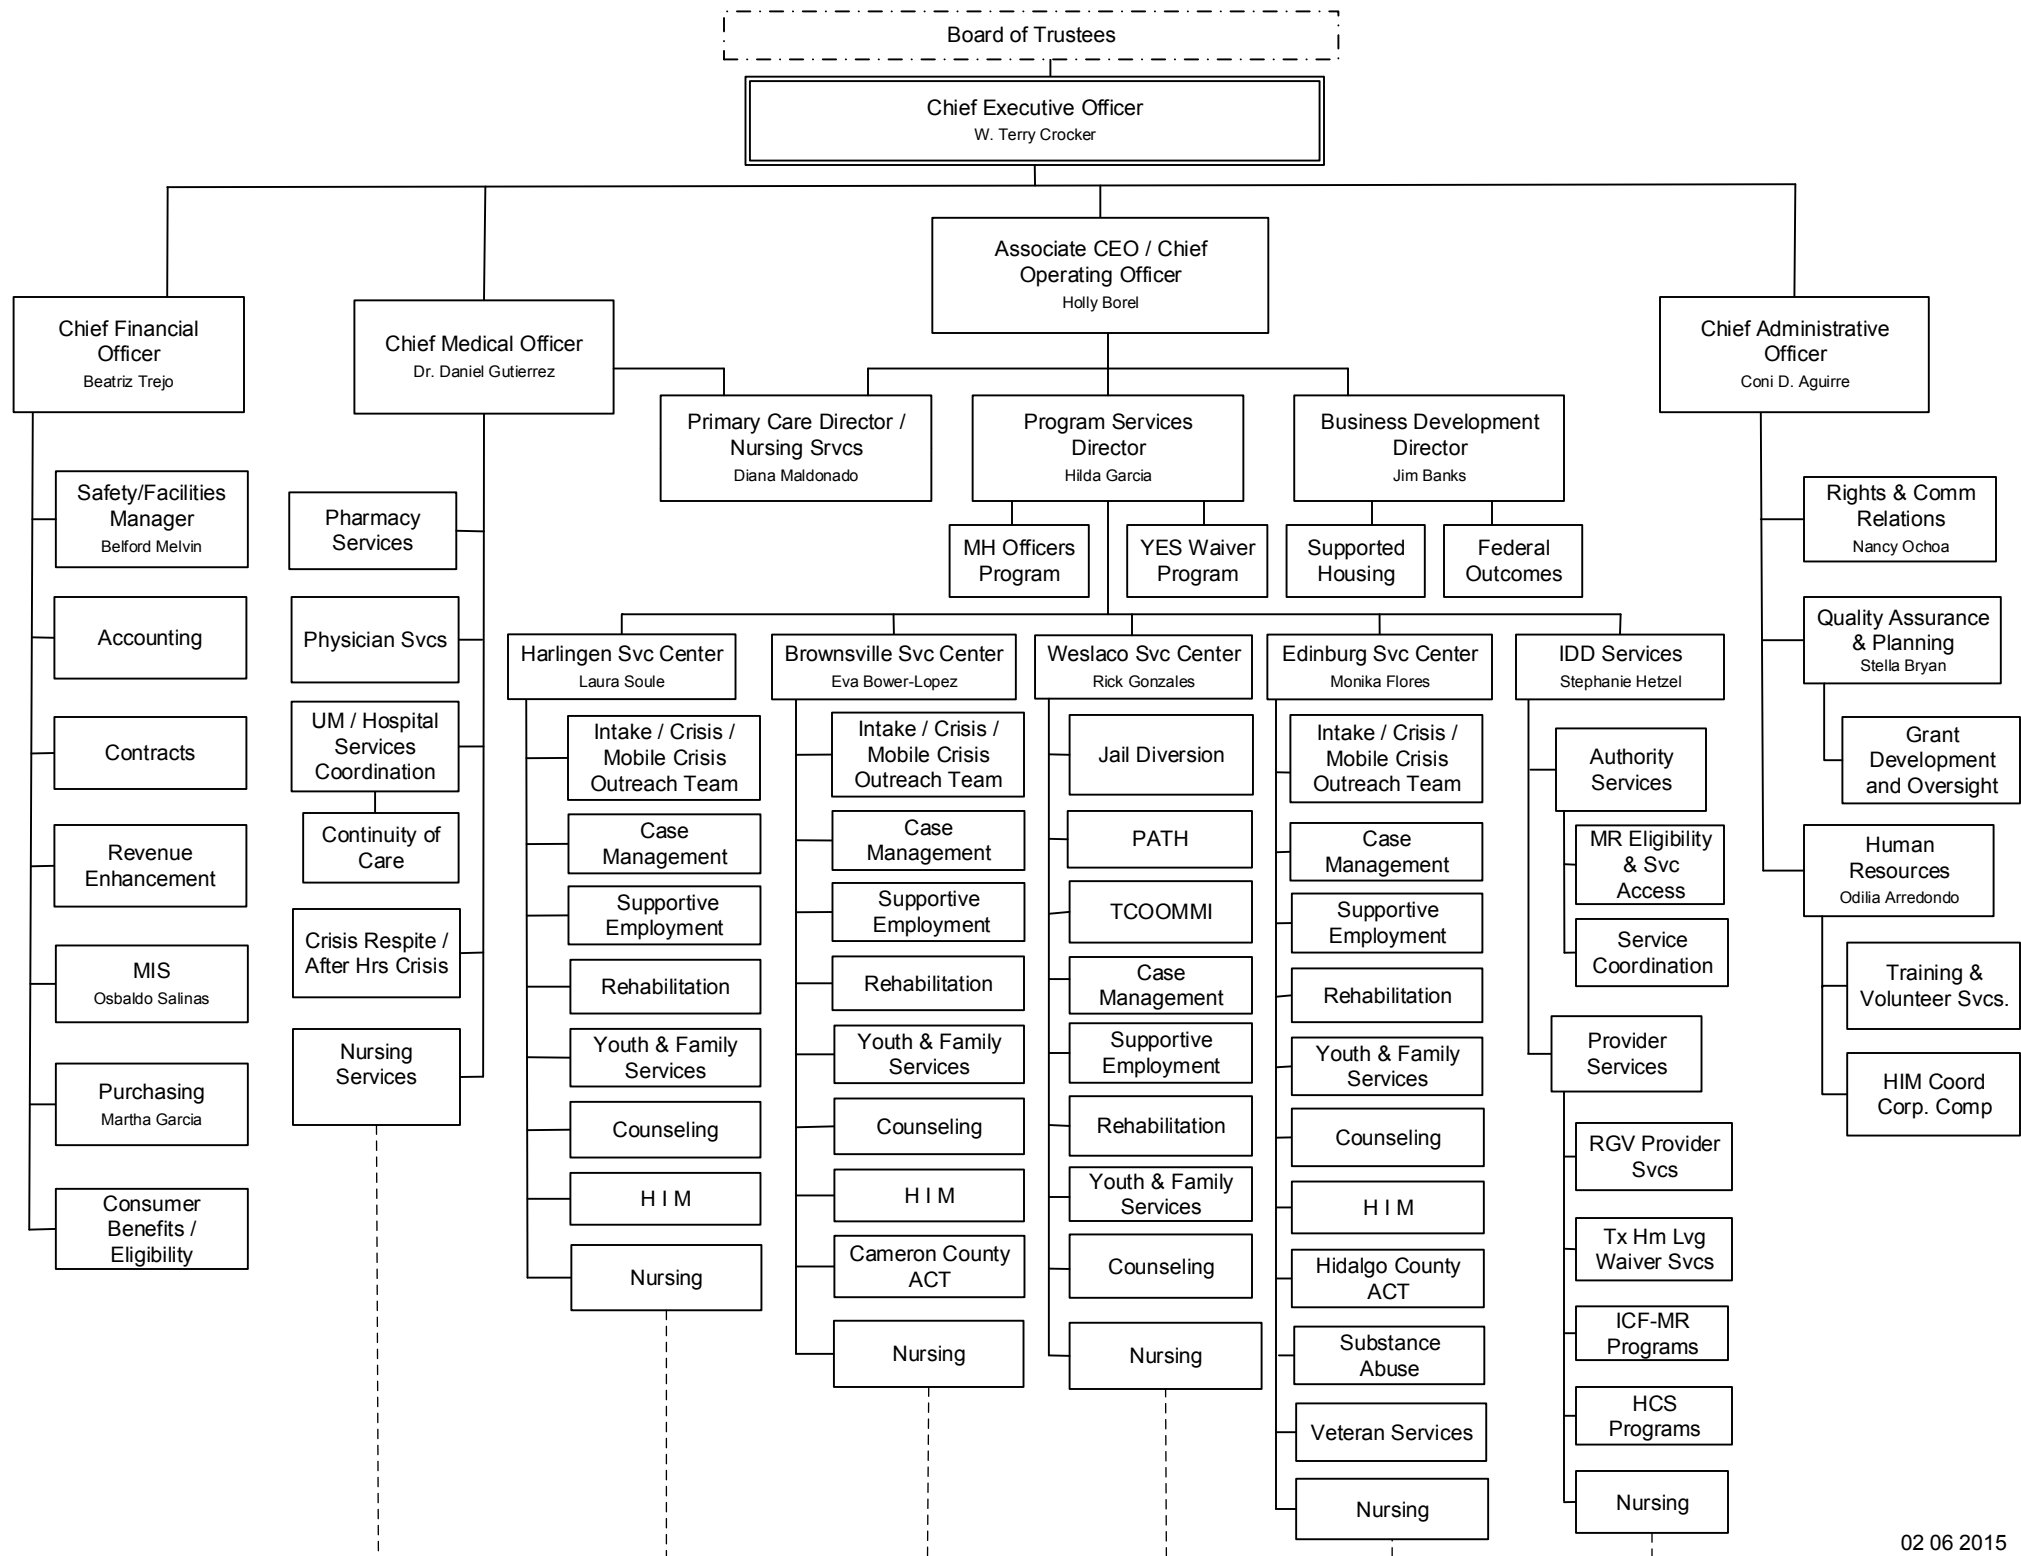 Board of Trustees
Chief Executive Officer
W. Terry Crocker
Associate CEO / Chief
Operating Officer
Holly Borel
Chief Financial
Officer
Beatriz Trejo
Chief Medical Officer
Dr. Daniel Gutierrez
Chief Administrative
Officer
Coni D. Aguirre
Primary Care Director /
Nursing Srvcs
Diana Maldonado
Program Services
Director
Hilda Garcia
Business Development
Director
Jim Banks
MH Officers
Program
YES Waiver
Program
Supported
Housing
Federal
Outcomes
Safety/Facilities
Manager
Belford Melvin
Accounting
Contracts
Revenue
Enhancement
MIS
Osbaldo Salinas
Purchasing
Martha Garcia
Consumer
Benefits /
Eligibility
Pharmacy
Services
Physician Svcs
UM / Hospital
Services
Coordination
Continuity of
Care
Crisis Respite /
After Hrs Crisis
Nursing
Services
Harlingen Svc Center
Laura Soule
Intake / Crisis /
Mobile Crisis
Outreach Team
Case
Management
Supportive
Employment
Rehabilitation
Youth & Family
Services
Counseling
H I M
Nursing
Brownsville Svc Center
Eva Bower-Lopez
Intake / Crisis /
Mobile Crisis
Outreach Team
Case
Management
Supportive
Employment
Rehabilitation
Youth & Family
Services
Counseling
H I M
Cameron County
ACT
Nursing
Weslaco Svc Center
Rick Gonzales
Jail Diversion
PATH
TCOOMMI
Case
Management
Supportive
Employment
Rehabilitation
Youth & Family
Services
Counseling
Nursing
Edinburg Svc Center
Monika Flores
Intake / Crisis /
Mobile Crisis
Outreach Team
Case
Management
Supportive
Employment
Rehabilitation
Youth & Family
Services
Counseling
H I M
Hidalgo County
ACT
Substance
Abuse
Veteran Services
Nursing
IDD Services
Stephanie Hetzel
Authority
Services
MR Eligibility
& Svc
Access
Service
Coordination
Provider
Services
RGV Provider
Svcs
Tx Hm Lvg
Waiver Svcs
ICF-MR
Programs
HCS
Programs
Nursing
Rights & Comm
Relations
Nancy Ochoa
Quality Assurance
& Planning
Stella Bryan
Grant
Development
and Oversight
Human
Resources
Odilia Arredondo
Training &
Volunteer Svcs.
HIM Coord
Corp. Comp
02 06 2015